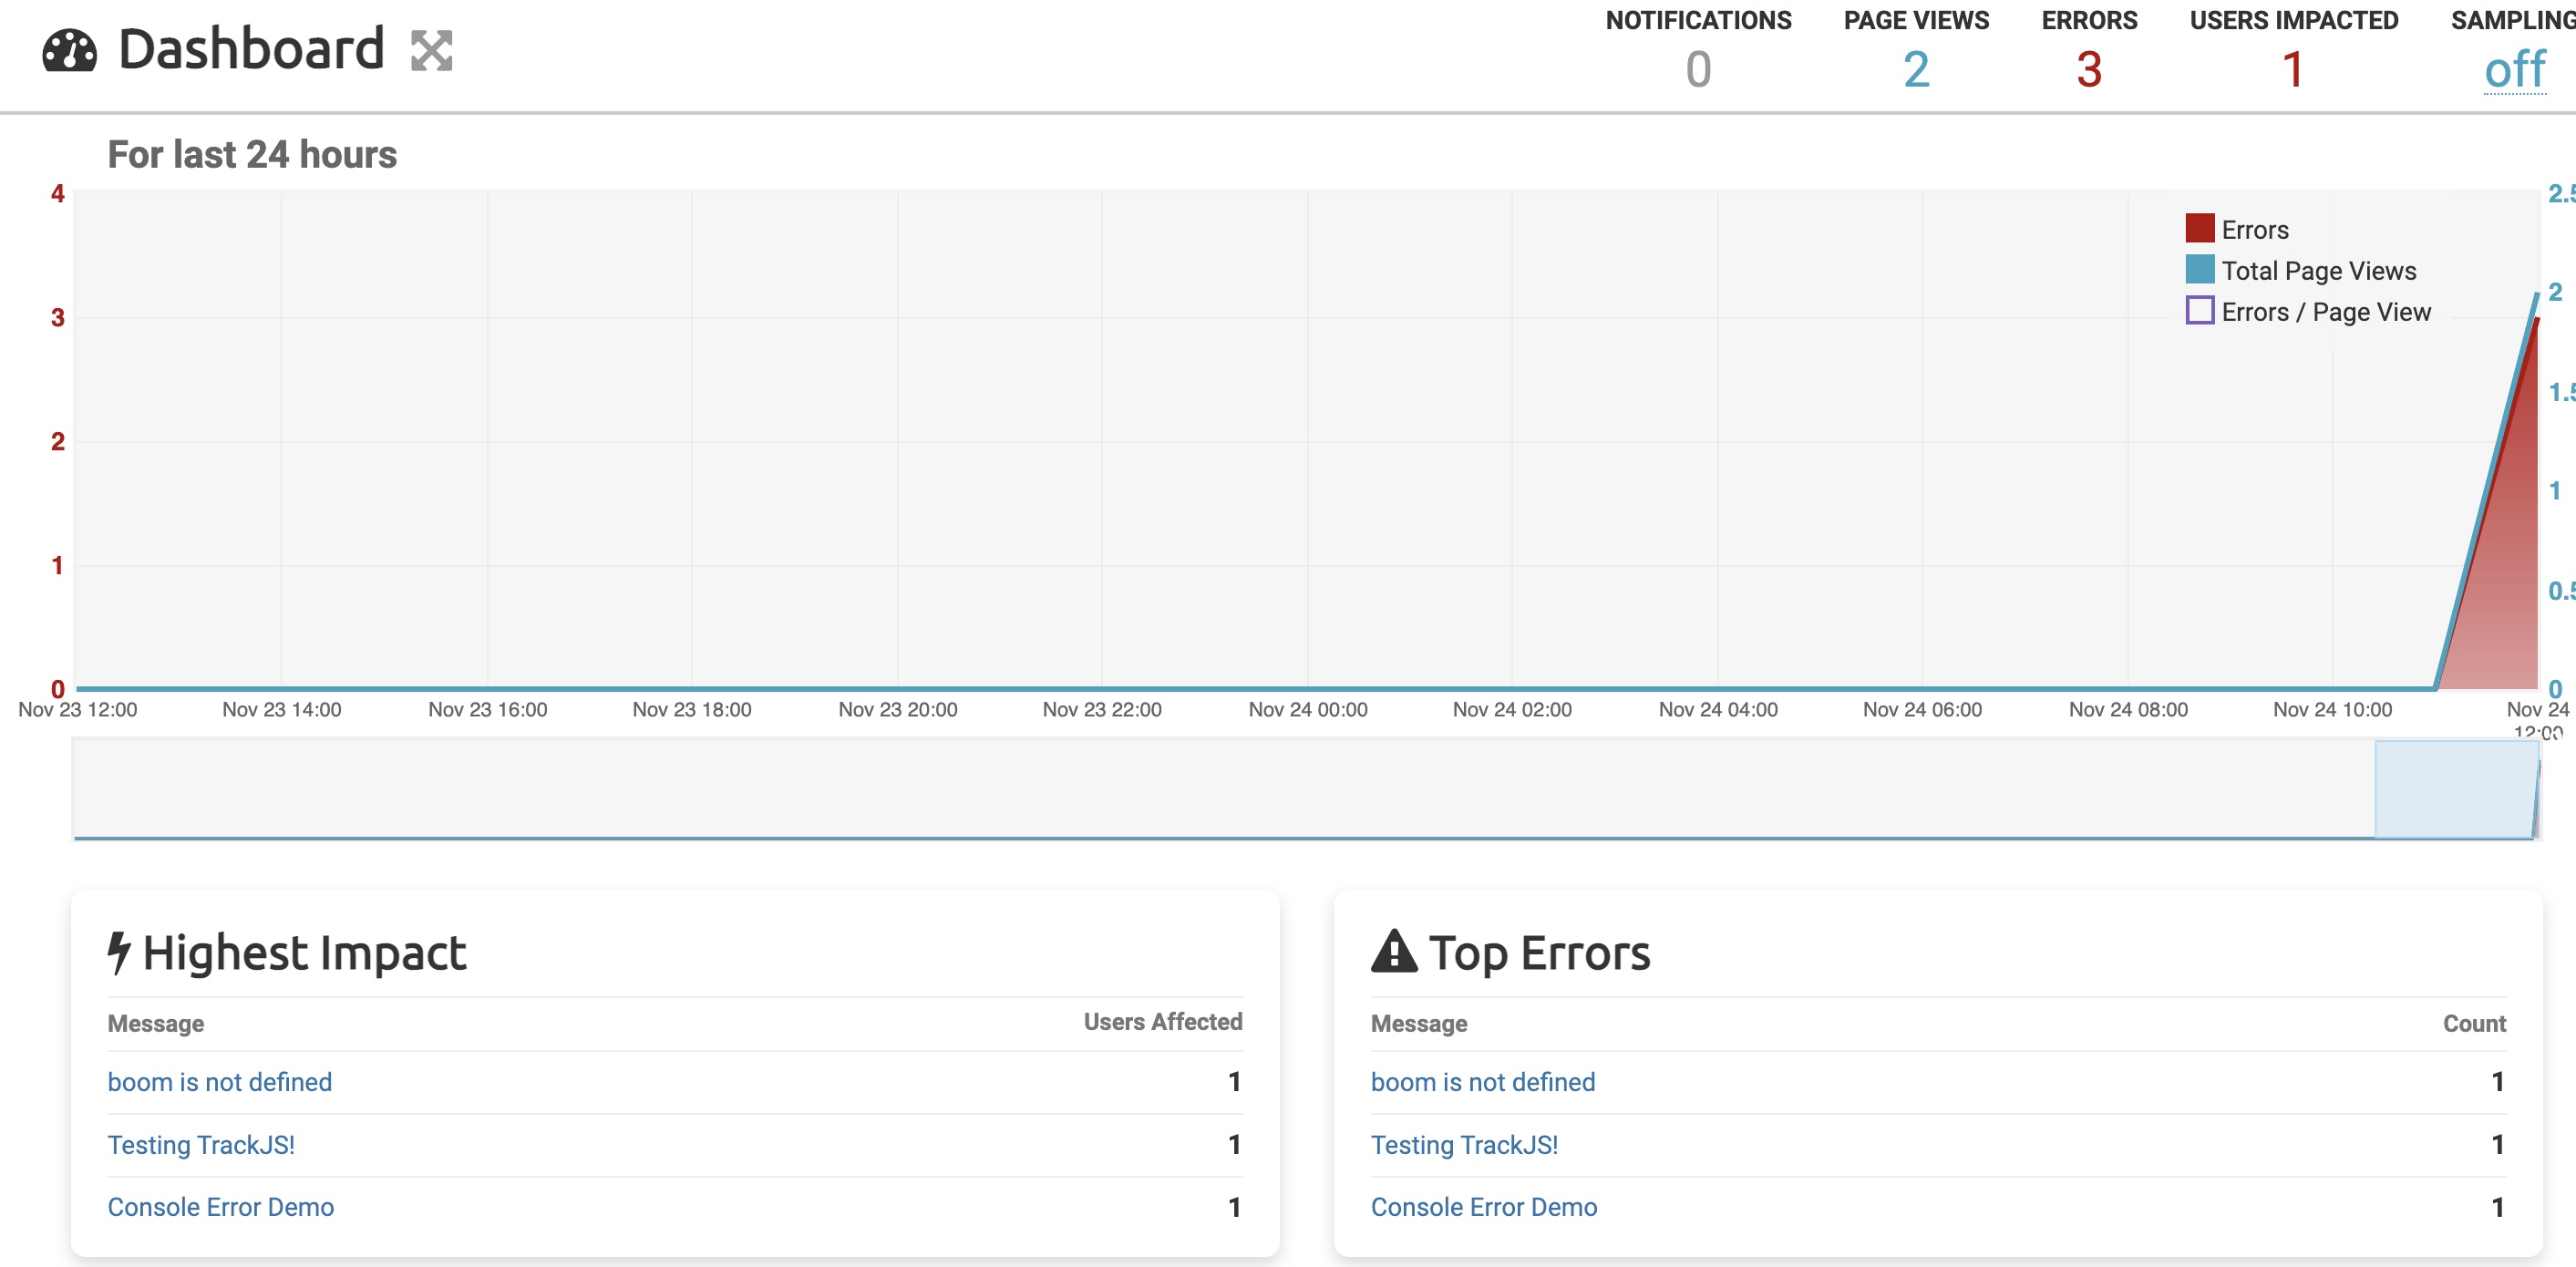 Dashboard
NOTIFICATIONS PAGE VIEWS ERRORS USERS IMPACTED SAMPLING
0 2 3 1 off
For last 24 hours
4
3
2
1
0
Errors
Total Page Views
Errors / Page View
2.5
2
1.5
1
0.5
0
Nov 23 12:00 Nov 23 14:00 Nov 23 16:00 Nov 23 18:00 Nov 23 20:00 Nov 23 22:00 Nov 24 00:00 Nov 24 02:00 Nov 24 04:00 Nov 24 06:00 Nov 24 08:00 Nov 24 10:00 Nov 24 12:00
Highest Impact
Message Users Affected
boom is not defined 1
Testing TrackJS! 1
Console Error Demo 1
Top Errors
Message Count
boom is not defined 1
Testing TrackJS! 1
Console Error Demo 1